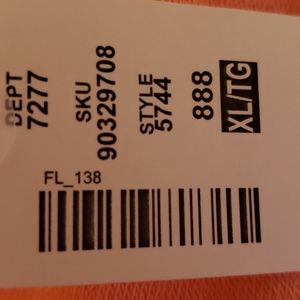 DEPT
7277
SKU
90329708
STYLE
5744
888
XL/TG
FL_138